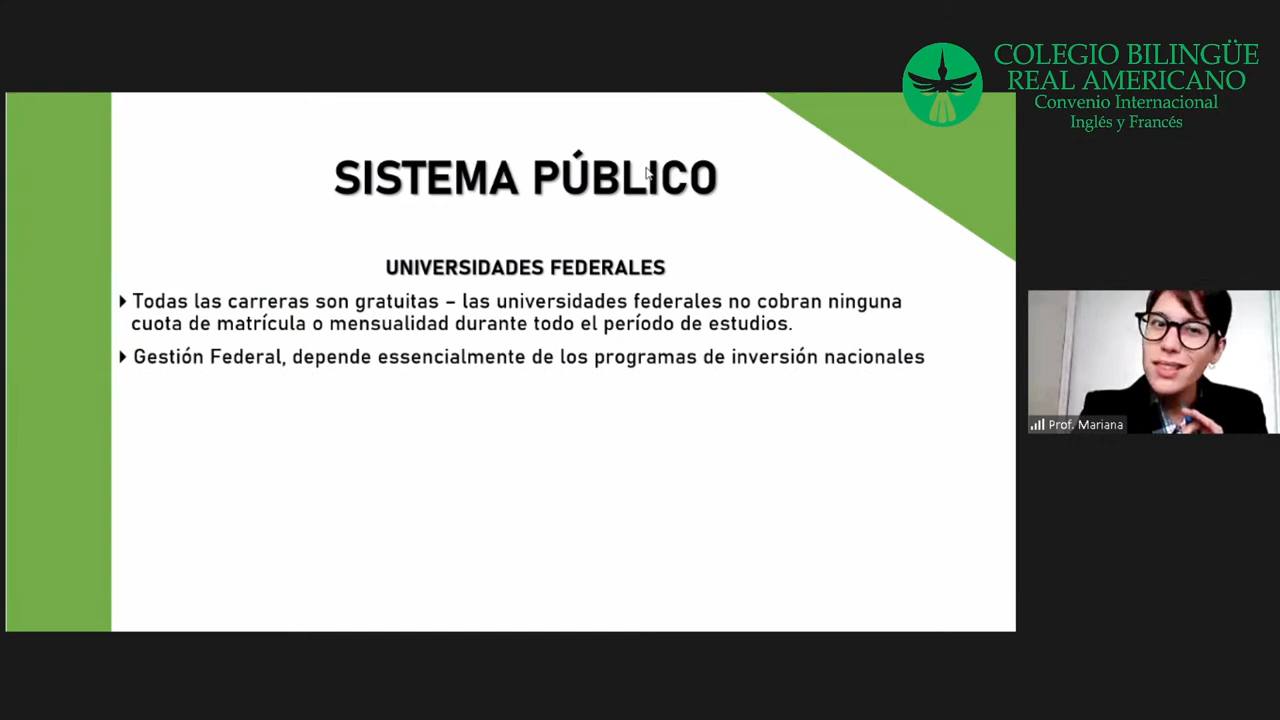 COLEGIO BILINGÜE
REAL AMERICANO
Convenio Internacional
Inglés y Francés
SISTEMA PÚBLICO
UNIVERSIDADES FEDERALES
Todas las carreras son gratuitas – las universidades federales no cobran ninguna
cuota de matrícula o mensualidad durante todo el período de estudios.
Gestión Federal, depende essencialmente de los programas de inversión nacionales
Prof. Mariana